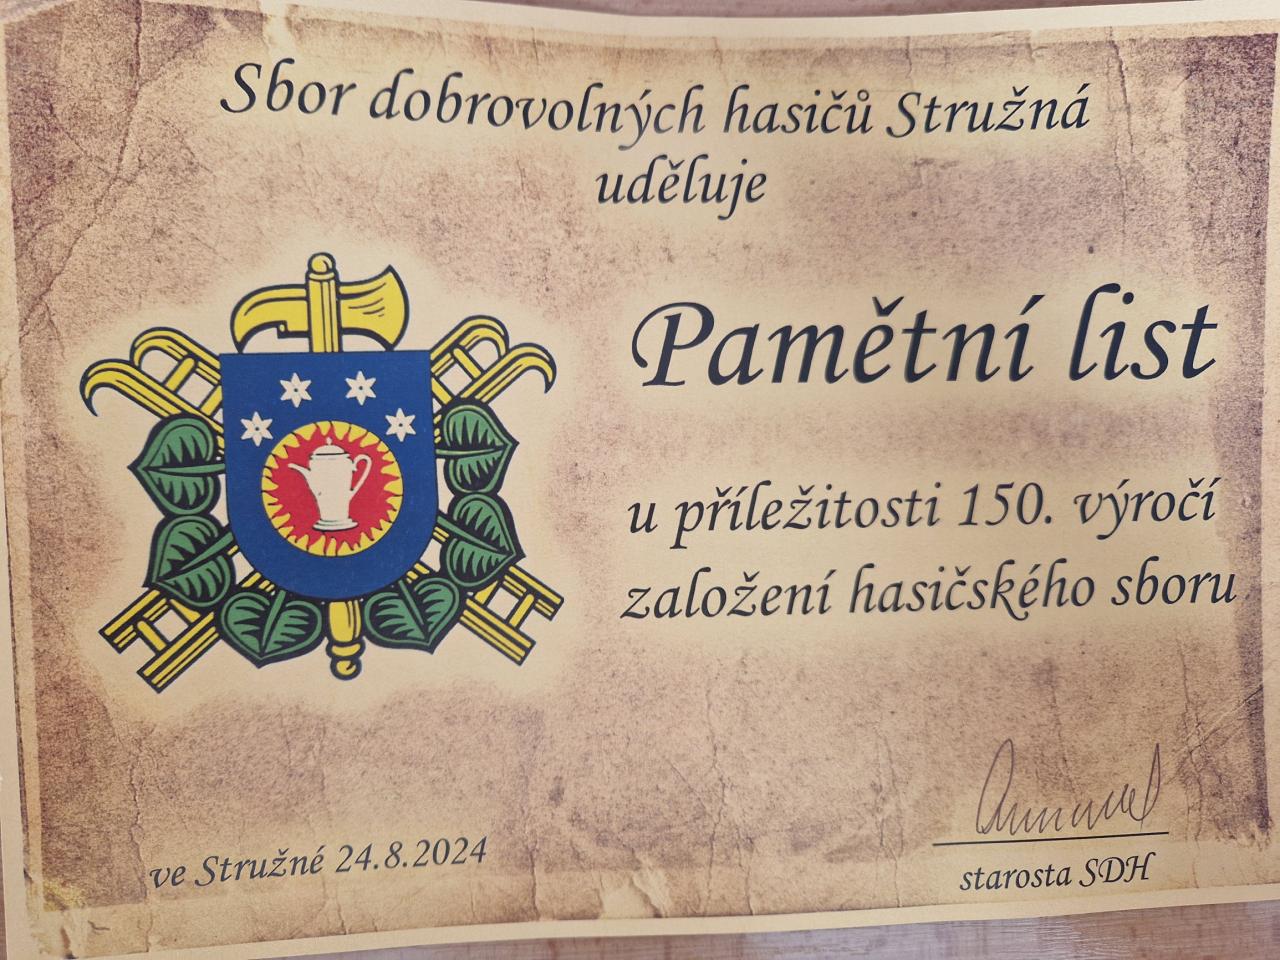 Sbor dobrovolných hasičů Stružná
uděluje
Pamětní list
u příležitosti 150. výročí
založení hasičského sboru
ve Stružné 24.8.2024
starosta SDH